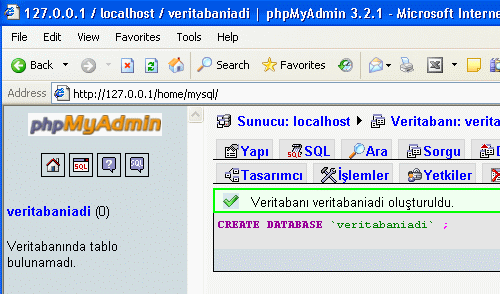 127.0.0.1 / localhost / veritabaniadi | phpMyAdmin 3.2.1 - Microsoft Intern
File Edit View Favorites Tools Help
Back Search Favorites
Address http://127.0.0.1/home/mysql/
phpMyAdmin
SQL
veritabaniadi (0)
Veritabanında tablo
bulunamadı.
Sunucu: localhost Veritabanı: verita
Yapı SQL Ara Sorgu
Tasarımcı İşlemler Yetkiler
Veritabanı veritabaniadi oluşturuldu.
CREATE DATABASE `veritabaniadi` ;